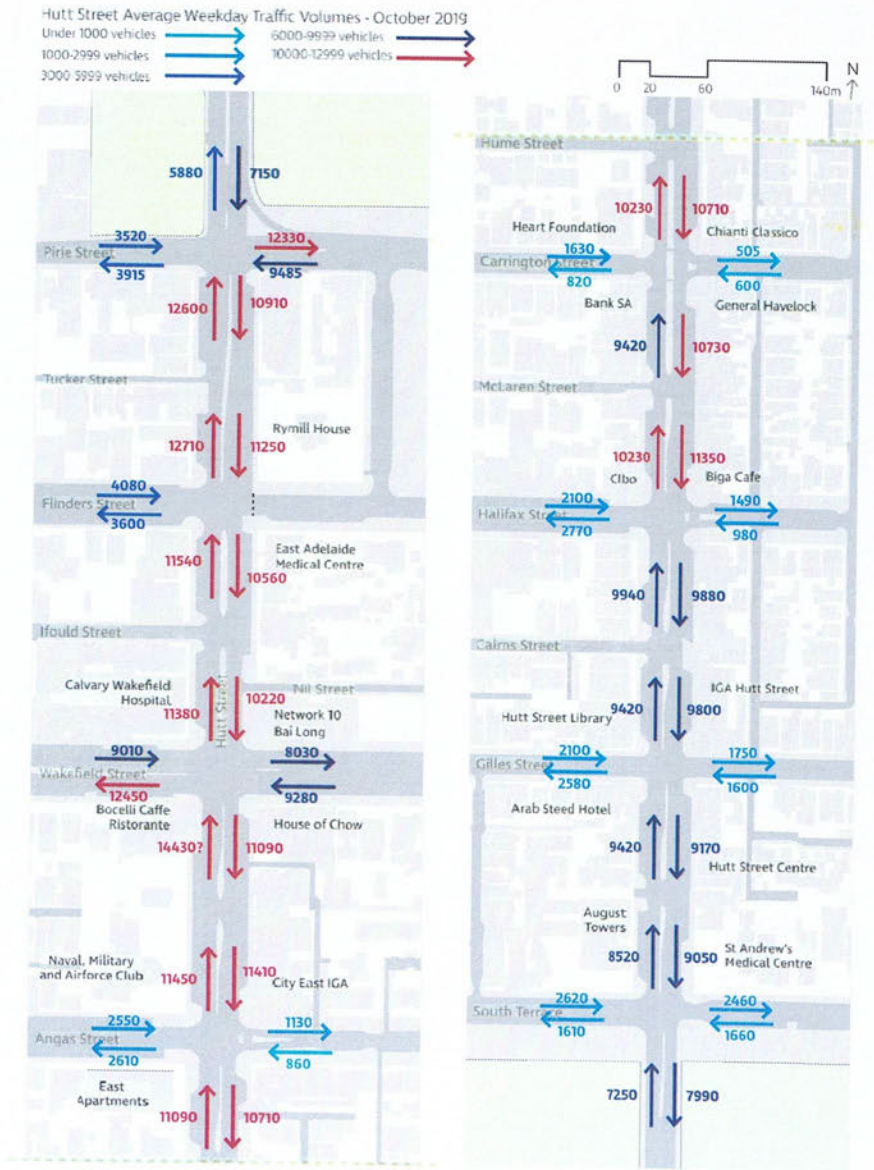 Hutt Street Average Weekday Traffic Volumes - October 2019
Under 1000 vehicles
1000-2999 vehicles
3000-5999 vehicles
6000-9999 vehicles
10000-12999 vehicles
5880
7150
3520
12330
Pirie Street
3915
9485
12600
10910
Tucker Street
Rymill House
12710
11250
4080
Flinders Street
3600
East Adelaide
Medical Centre
11540
10560
Ifould Street
Calvary Wakefield
Hospital
11380
Hutt Street
10220
Nil Street
Network 10
Bai Long
9010
8030
Wakefield Street
12450
9280
Bocelli Caffe
Ristorante
House of Chow
14430?
11090
Naval, Military
and Airforce Club
11450
11410
City East IGA
2550
1130
Angas Street
2610
860
East
Apartments
11090
10710
0 20 60 140m
N
Hume Street
10230
10710
Heart Foundation
Chianti Classico
1630
505
Carrington Street
820
600
Bank SA
General Havelock
9420
10730
McLaren Street
10230
11350
CIbo
Biga Cafe
2100
1490
Halifax Street
2770
980
9940
9880
Cairns Street
IGA Hutt Street
9420
9800
Hutt Street Library
2100
1750
Gilles Street
2580
1600
Arab Steed Hotel
9420
9170
Hutt Street Centre
August
Towers
8520
9050
St Andrew's
Medical Centre
2620
2460
South Terrace
1610
1660
7250
7990